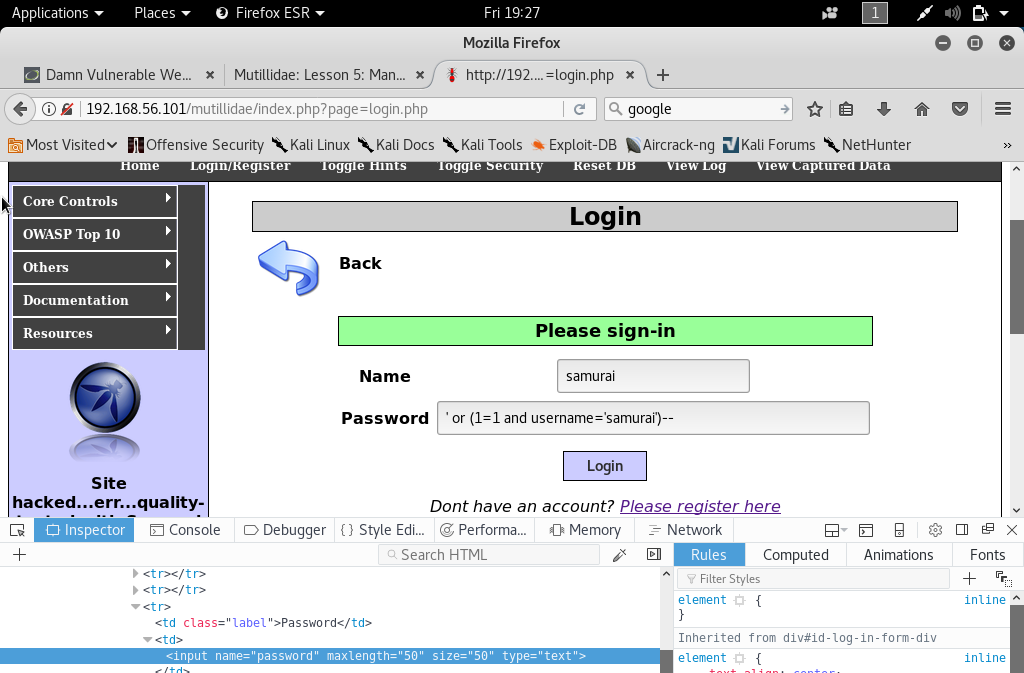 Applications Places Firefox ESR Fri 19:27 1
Mozilla Firefox
Damn Vulnerable We... × Mutillidae: Lesson 5: Man... × http://192....=login.php ×
192.168.56.101/mutillidae/index.php?page=login.php google
Most Visited Offensive Security Kali Linux Kali Docs Kali Tools Exploit-DB Aircrack-ng Kali Forums NetHunter »
Home Login/Register Toggle Hints Toggle Security Reset DB View Log View Captured Data
Core Controls
OWASP Top 10
Others
Documentation
Resources
Site
hacked...err...quality-
Login
Back
Please sign-in
Name samurai
Password ' or (1=1 and username='samurai')--
Login
Dont have an account? Please register here
Inspector Console Debugger { } Style Edi... Performa... Memory Network
+ Search HTML Rules Computed Animations Fonts
Filter Styles +
<tr></tr>
<tr></tr>
<tr>
<td class="label">Password</td>
<td>
<input name="password" maxlength="50" size="50" type="text">
</td>
element { inline
}
Inherited from div#id-log-in-form-div
element { inline
text-align: center;